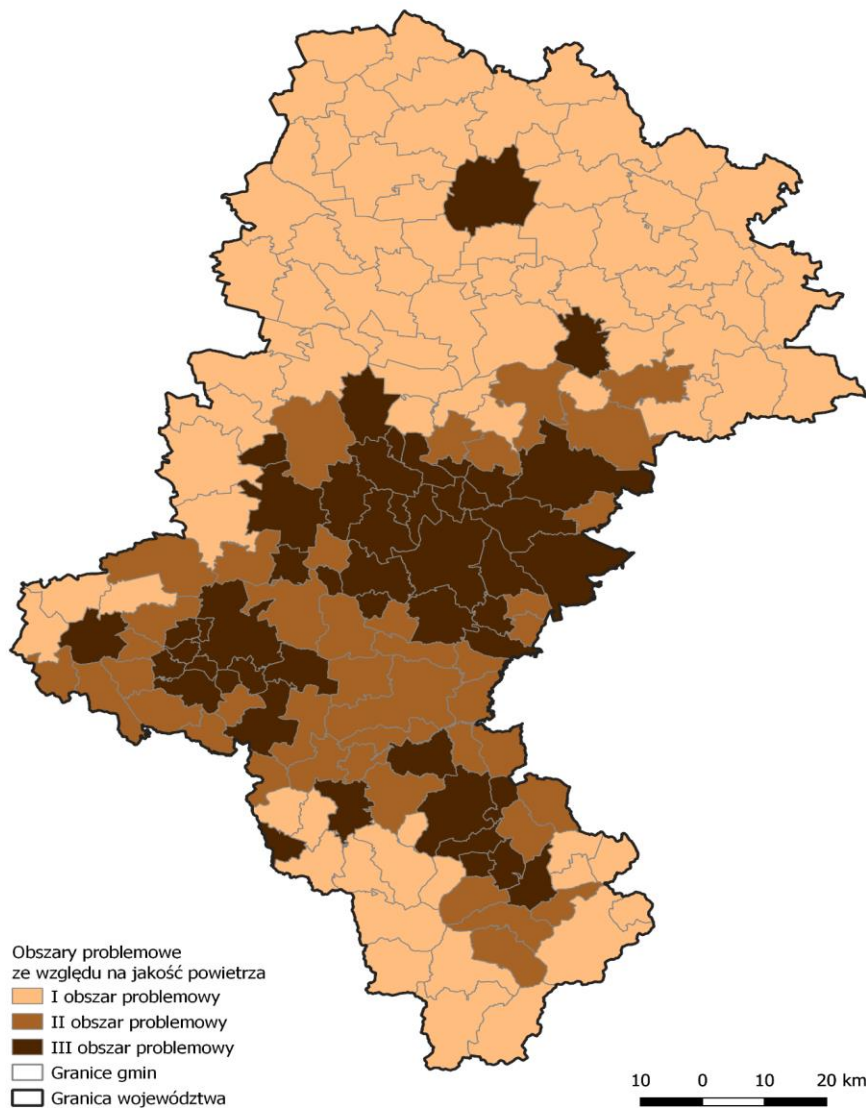 Obszary problemowe
ze względu na jakość powietrza
I obszar problemowy
II obszar problemowy
III obszar problemowy
Granice gmin
Granica województwa
10 0 10 20 km